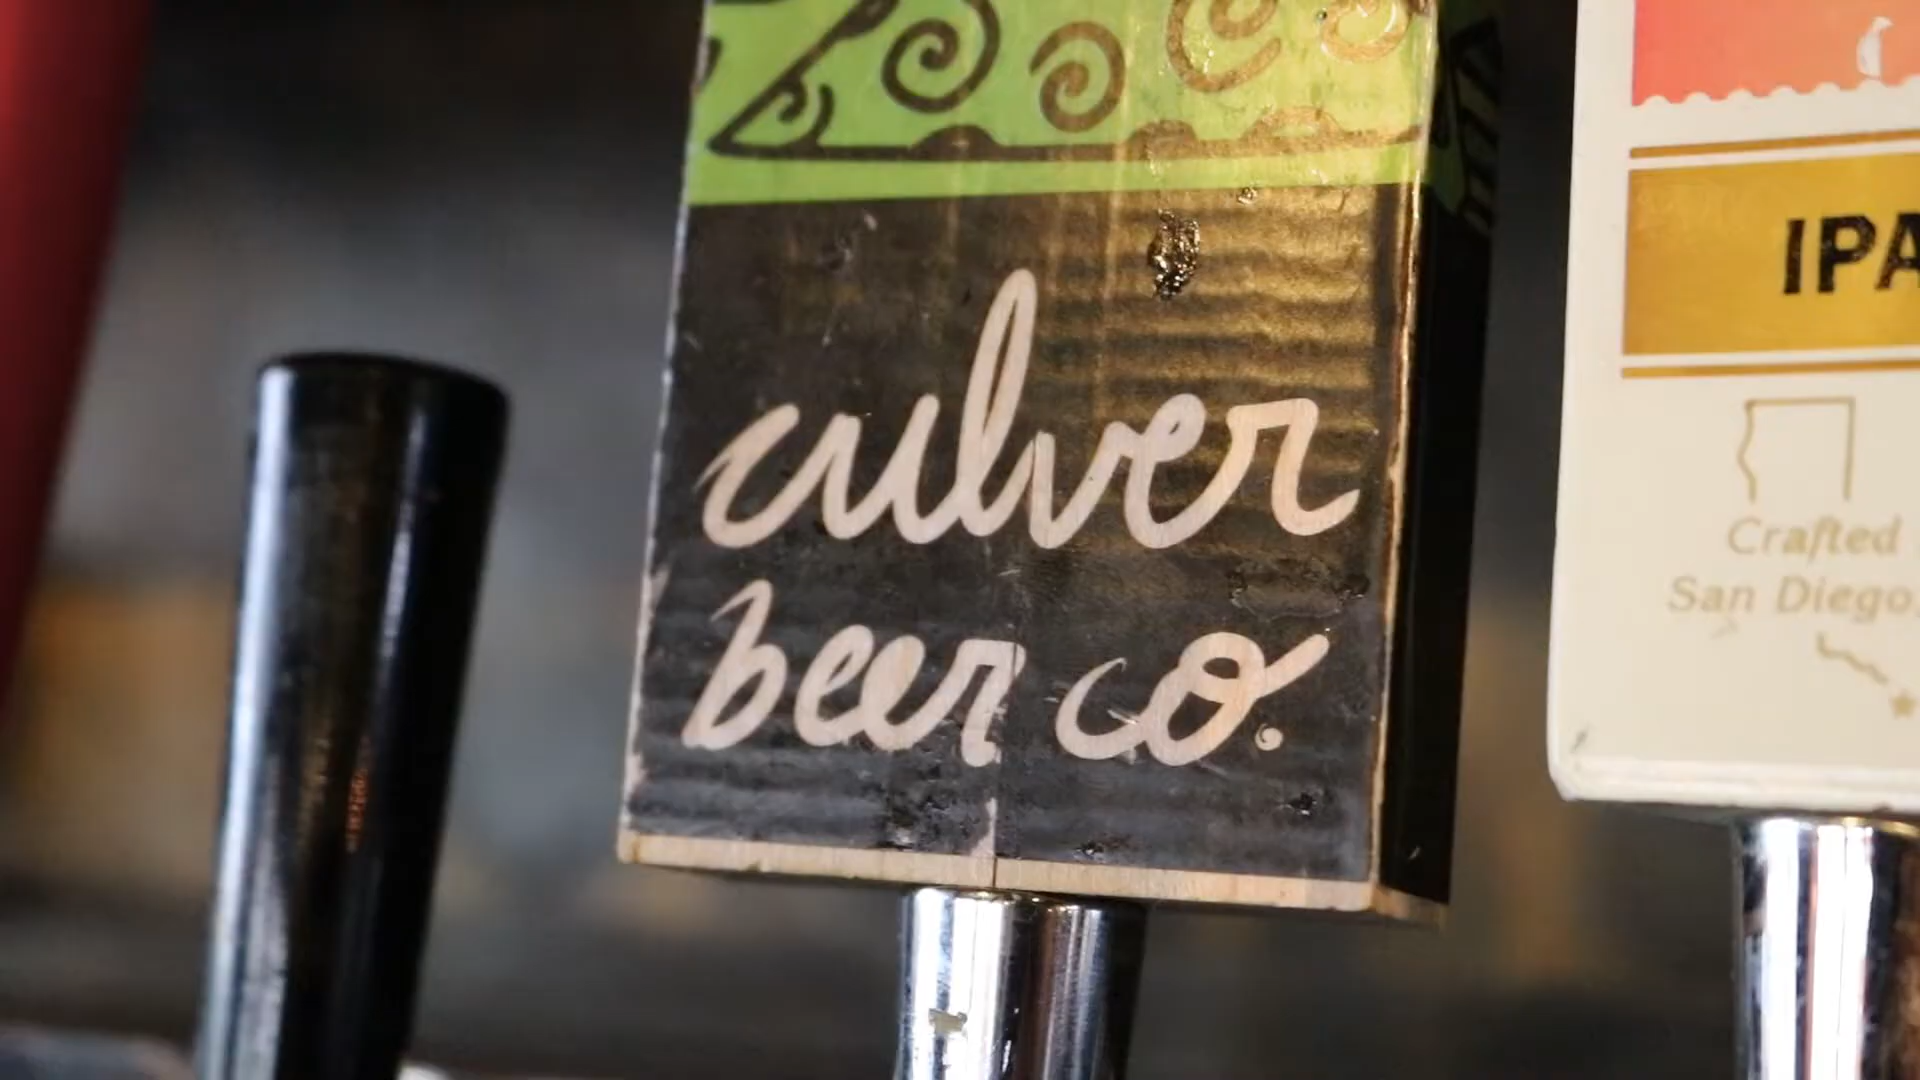 culver
beer co.
IPA
Crafted
San Diego,